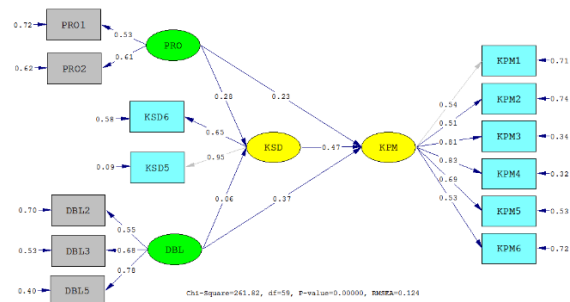 0.72 PRO1 0.53
PRO
0.62 PRO2 0.61
0.28 0.23
0.58 KSD6 0.65
KSD 0.47 KPM
0.09 KSD5 0.95
0.06 0.37
0.70 DBL2 0.55
0.53 DBL3 0.68
DBL
0.40 DBL5 0.78
0.54 KPM1 0.71
0.51 KPM2 0.74
0.81 KPM3 0.34
0.83 KPM4 0.32
0.69 KPM5 0.53
0.53 KPM6 0.72
Chi-Square=261.82, df=59, P-value=0.00000, RMSEA=0.124